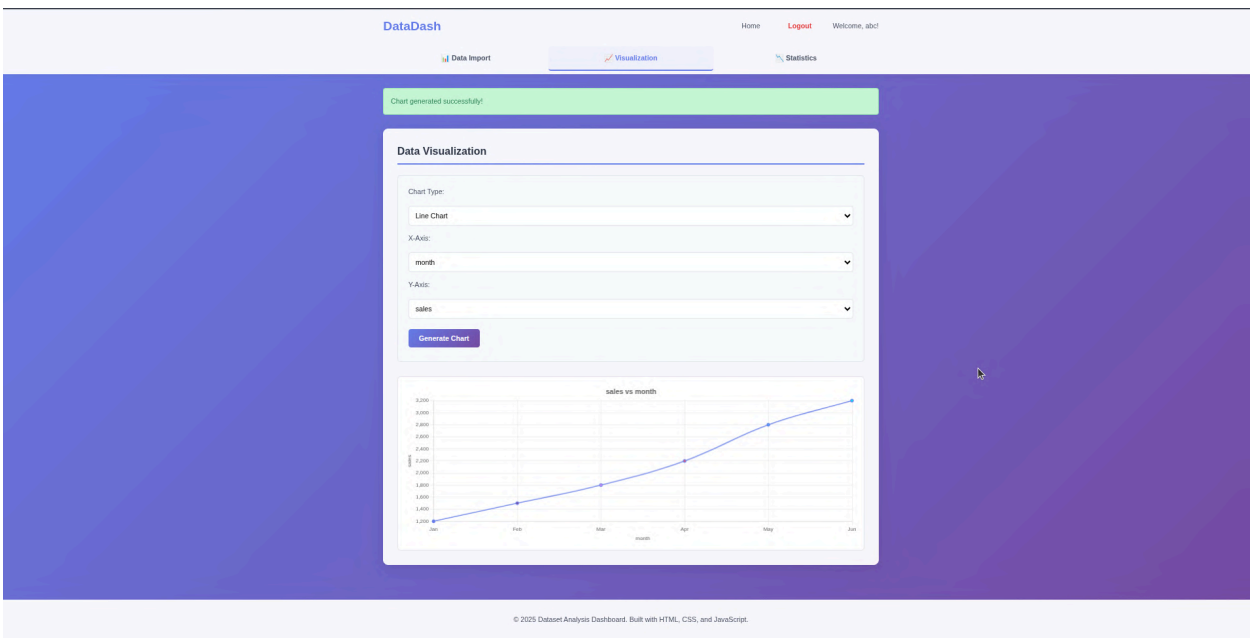 DataDash
Home Logout Welcome, abc!
Data Import Visualization Statistics
Chart generated successfully!
Data Visualization
Chart Type:
Line Chart
X-Axis:
month
Y-Axis:
sales
Generate Chart
sales vs month
3,200
3,000
2,800
2,600
2,400
2,200
2,000
1,800
1,600
1,400
1,200
sales
Jan Feb Mar Apr May Jun
month
© 2025 Dataset Analysis Dashboard. Built with HTML, CSS, and JavaScript.